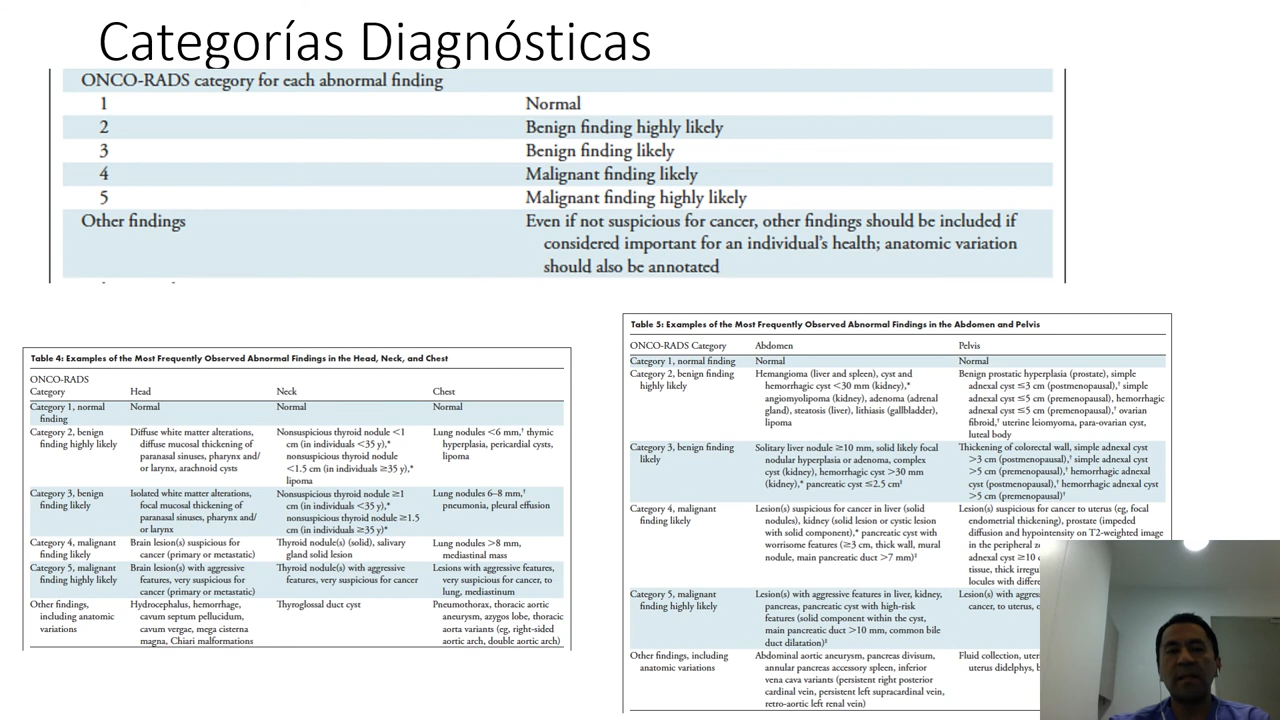 Categorías Diagnósticas
ONCO-RADS category for each abnormal finding
1 Normal
2 Benign finding highly likely
3 Benign finding likely
4 Malignant finding likely
5 Malignant finding highly likely
Other findings Even if not suspicious for cancer, other findings should be included if
considered important for an individual's health; anatomic variation
should also be annotated
Table 4: Examples of the Most Frequently Observed Abnormal Findings in the Head, Neck, and Chest
ONCO-RADS
Category Head Neck Chest
Category 1, normal Normal Normal Normal
finding
Category 2, benign Diffuse white matter alterations, Nonsuspicious thyroid nodule <1 Lung nodules <6 mm,† thymic
finding highly likely diffuse mucosal thickening of cm (in individuals <35 y),* hyperplasia, pericardial cysts,
paranasal sinuses, pharynx and/ nonsuspicious thyroid nodule lipoma
or larynx, arachnoid cysts <1.5 cm (in individuals ≥35 y),*
lipoma
Category 3, benign Isolated white matter alterations, Nonsuspicious thyroid nodule ≥1 Lung nodules 6–8 mm,†
finding likely focal mucosal thickening of cm (in individuals <35 y),* pneumonia, pleural effusion
paranasal sinuses, pharynx and/ nonsuspicious thyroid nodule ≥1.5
or larynx cm (in individuals ≥35 y)*
Category 4, malignant Brain lesion(s) suspicious for Thyroid nodule(s) (solid), salivary Lung nodules >8 mm,
finding likely cancer (primary or metastatic) gland solid lesion mediastinal mass
Category 5, malignant Brain lesion(s) with aggressive Thyroid nodule(s) with aggressive Lesions with aggressive features,
finding highly likely features, very suspicious for features, very suspicious for cancer very suspicious for cancer, to
cancer (primary or metastatic) lung, mediastinum
Other findings, Hydrocephalus, hemorrhage, Thyroglossal duct cyst Pneumothorax, thoracic aortic
including anatomic cavum septum pellucidum, aneurysm, azygos lobe, thoracic
variations cavum vergae, mega cisterna aorta variants (eg, right-sided
magna, Chiari malformations aortic arch, double aortic arch)
Table 5: Examples of the Most Frequently Observed Abnormal Findings in the Abdomen and Pelvis
ONCO-RADS Category Abdomen Pelvis
Category 1, normal finding Normal Normal
Category 2, benign finding Hemangioma (liver and spleen), cyst and Benign prostatic hyperplasia (prostate), simple
highly likely hemorrhagic cyst <30 mm (kidney),* adnexal cyst ≤3 cm (postmenopausal),† simple
angiomyolipoma (kidney), adenoma (adrenal adnexal cyst ≤5 cm (premenopausal), hemorrhagic
gland), steatosis (liver), lithiasis (gallbladder), adnexal cyst ≤5 cm (premenopausal),† ovarian
lipoma fibroid,† uterine leiomyoma, para-ovarian cyst,
luteal body
Category 3, benign finding Solitary liver nodule ≥10 mm, solid likely focal Thickening of colorectal wall, simple adnexal cyst
likely nodular hyperplasia or adenoma, complex >3 cm (postmenopausal),† simple adnexal cyst
cyst (kidney), hemorrhagic cyst >30 mm >5 cm (premenopausal),† hemorrhagic adnexal
(kidney),* pancreatic cyst ≤2.5 cm‡ cyst (postmenopausal),† hemorrhagic adnexal cyst
>5 cm (premenopausal)†
Category 4, malignant Lesion(s) suspicious for cancer in liver (solid Lesion(s) suspicious for cancer to uterus (eg, focal
finding likely nodules), kidney (solid lesion or cystic lesion endometrial thickening), prostate (impeded
with solid component),* pancreatic cyst with diffusion and hypointensity on T2-weighted image
worrisome features (≥3 cm, thick wall, mural in the peripheral
nodule, main pancreatic duct >7 mm)‡ adnexal cyst ≥10
tissue, thick
locules with
Category 5, malignant Lesion(s) with aggressive features in liver, kidney, Lesion(s) with
finding highly likely pancreas, pancreatic cyst with high-risk cancer, to uterus,
features (solid component within the cyst,
main pancreatic duct >10 mm, common bile
duct dilatation)‡
Other findings, including Abdominal aortic aneurysm, pancreas divisum, Fluid collection,
anatomic variations annular pancreas accessory spleen, inferior uterus didelphys,
vena cava variants (persistent right posterior
cardinal vein, persistent left supracardinal vein,
retro-aortic left renal vein)